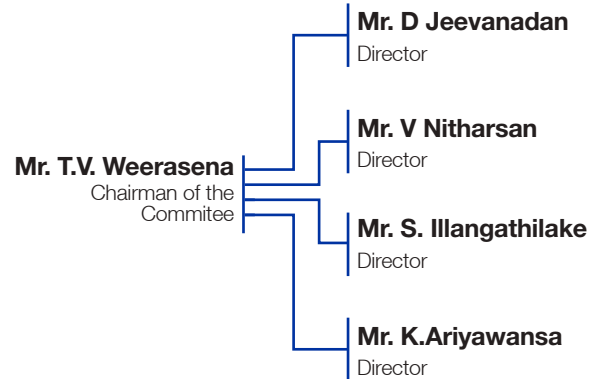 Mr. D Jeevanadan
Director
Mr. V Nitharsan
Director
Mr. T.V. Weerasena
Chairman of the
Commitee
Mr. S. Illangathilake
Director
Mr. K.Ariyawansa
Director